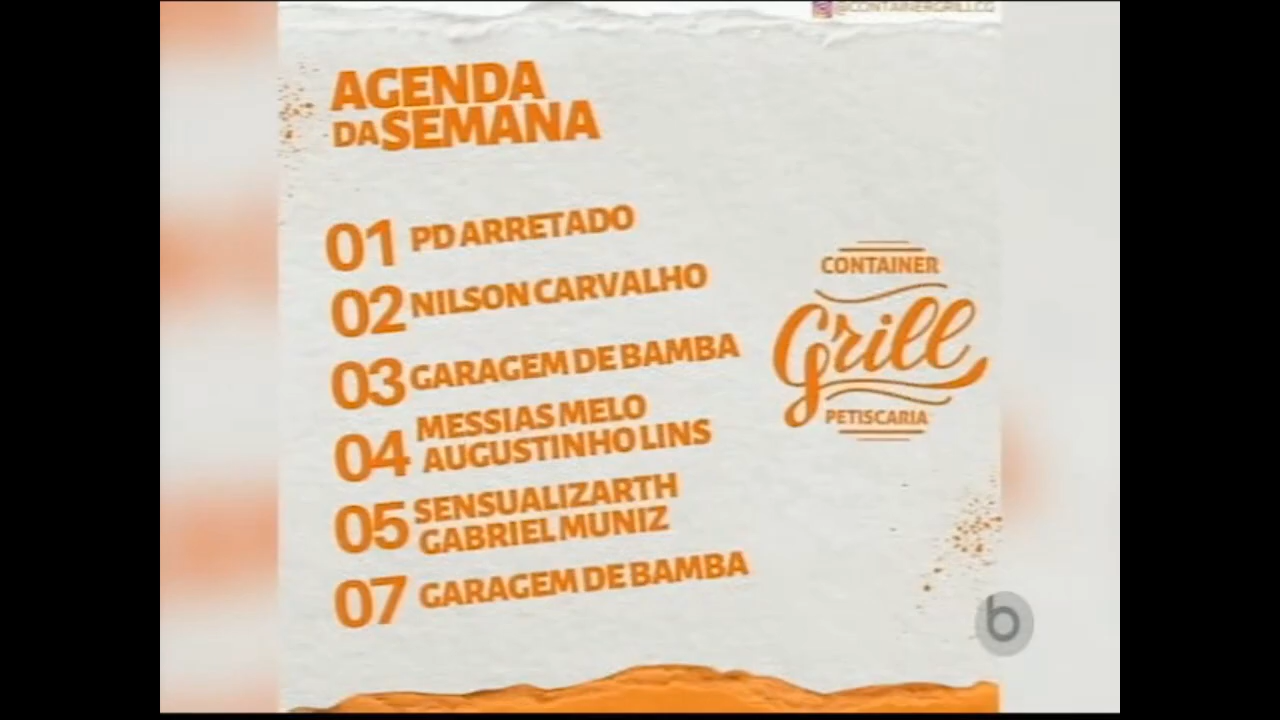 @CONTAINERGRILLCG
AGENDA
DA SEMANA
01 PD ARRETADO
02 NILSON CARVALHO
03 GARAGEM DE BAMBA
04 MESSIAS MELO
AUGUSTINHO LINS
05 SENSUALIZARTH
GABRIEL MUNIZ
07 GARAGEM DE BAMBA
CONTAINER
Grill
PETISCARIA
b